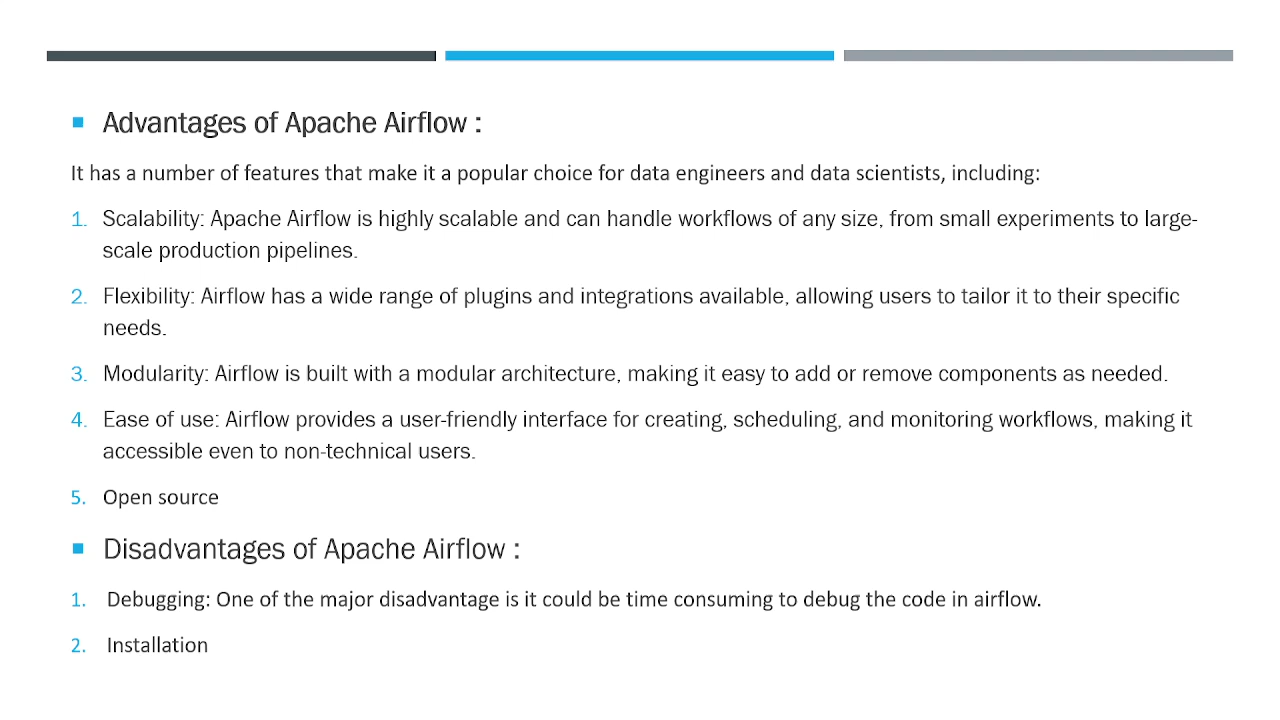 Advantages of Apache Airflow :
It has a number of features that make it a popular choice for data engineers and data scientists, including:
1. Scalability: Apache Airflow is highly scalable and can handle workflows of any size, from small experiments to large-
scale production pipelines.
2. Flexibility: Airflow has a wide range of plugins and integrations available, allowing users to tailor it to their specific
needs.
3. Modularity: Airflow is built with a modular architecture, making it easy to add or remove components as needed.
4. Ease of use: Airflow provides a user-friendly interface for creating, scheduling, and monitoring workflows, making it
accessible even to non-technical users.
5. Open source
Disadvantages of Apache Airflow :
1. Debugging: One of the major disadvantage is it could be time consuming to debug the code in airflow.
2. Installation